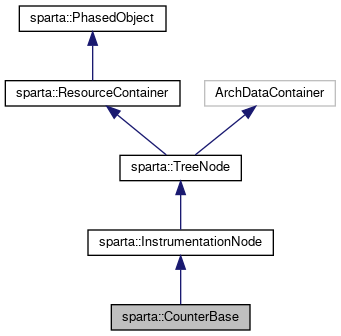 sparta::PhasedObject
sparta::ResourceContainer
ArchDataContainer
sparta::TreeNode
sparta::InstrumentationNode
sparta::CounterBase